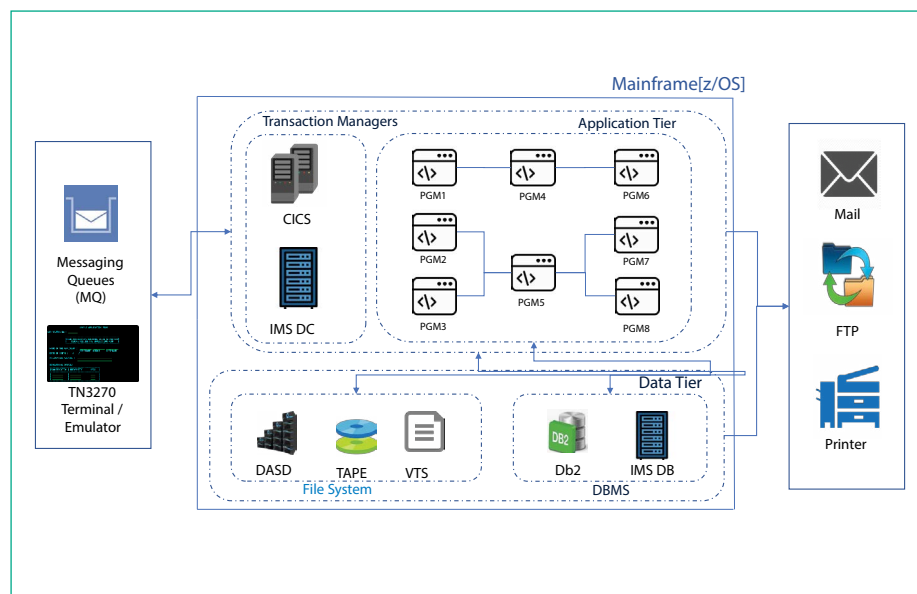 Mainframe[z/OS]
Transaction Managers
Application Tier
CICS
IMS DC
PGM1
PGM4
PGM6
PGM2
PGM7
PGM5
PGM3
PGM8
Messaging
Queues
(MQ)
TN3270
Terminal /
Emulator
Data Tier
DASD
TAPE
VTS
File System
DB2
Db2
IMS DB
DBMS
Mail
FTP
Printer